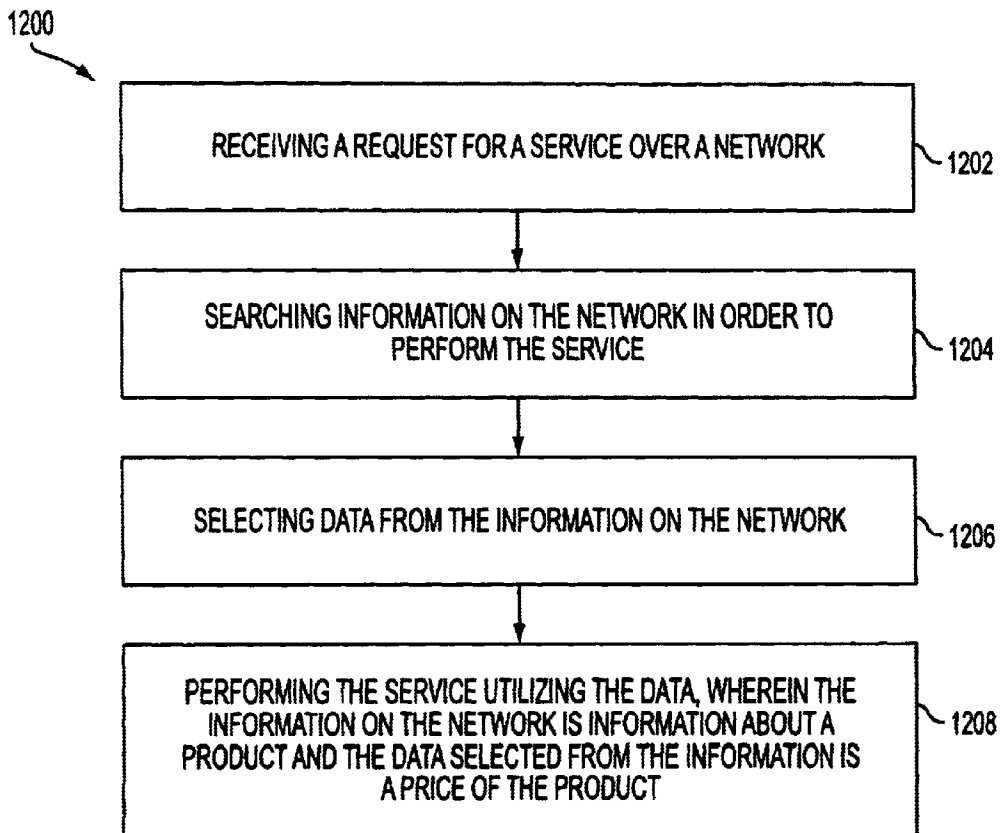 1200
RECEIVING A REQUEST FOR A SERVICE OVER A NETWORK
1202
SEARCHING INFORMATION ON THE NETWORK IN ORDER TO
PERFORM THE SERVICE
1204
SELECTING DATA FROM THE INFORMATION ON THE NETWORK
1206
PERFORMING THE SERVICE UTILIZING THE DATA, WHEREIN THE
INFORMATION ON THE NETWORK IS INFORMATION ABOUT A
PRODUCT AND THE DATA SELECTED FROM THE INFORMATION IS
A PRICE OF THE PRODUCT
1208